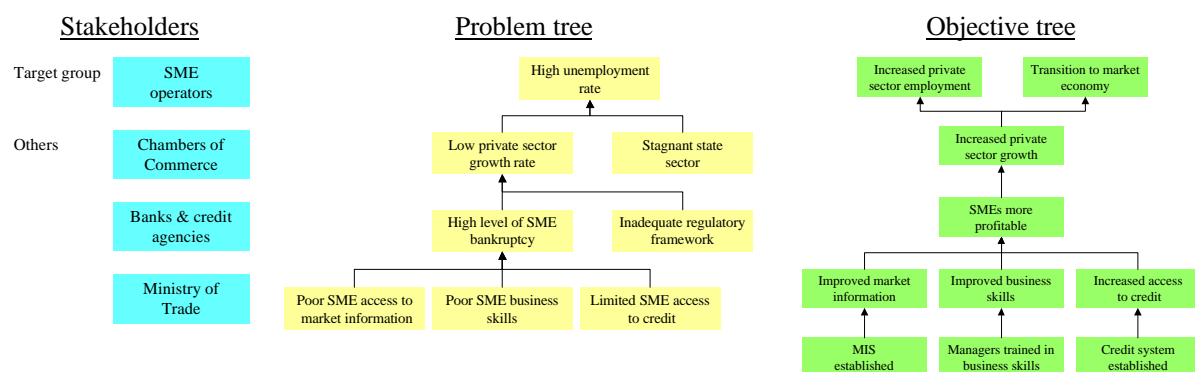 Stakeholders
Target group
SME
operators
Others
Chambers of
Commerce
Banks & credit
agencies
Ministry of
Trade
Problem tree
High unemployment
rate
Low private sector
growth rate
Stagnant state
sector
High level of SME
bankruptcy
Inadequate regulatory
framework
Poor SME access to
market information
Poor SME business
skills
Limited SME access
to credit
Objective tree
Increased private
sector employment
Transition to market
economy
Increased private
sector growth
SMEs more
profitable
Improved market
information
Improved business
skills
Increased access
to credit
MIS
established
Managers trained in
business skills
Credit system
established